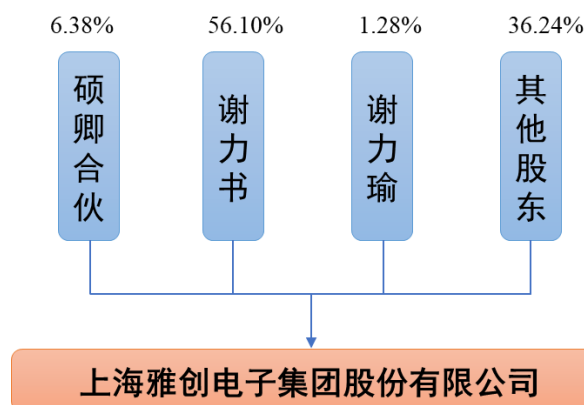 6.38% 56.10% 1.28% 36.24%
硕卿合伙
谢力书
谢力瑜
其他股东
上海雅创电子集团股份有限公司